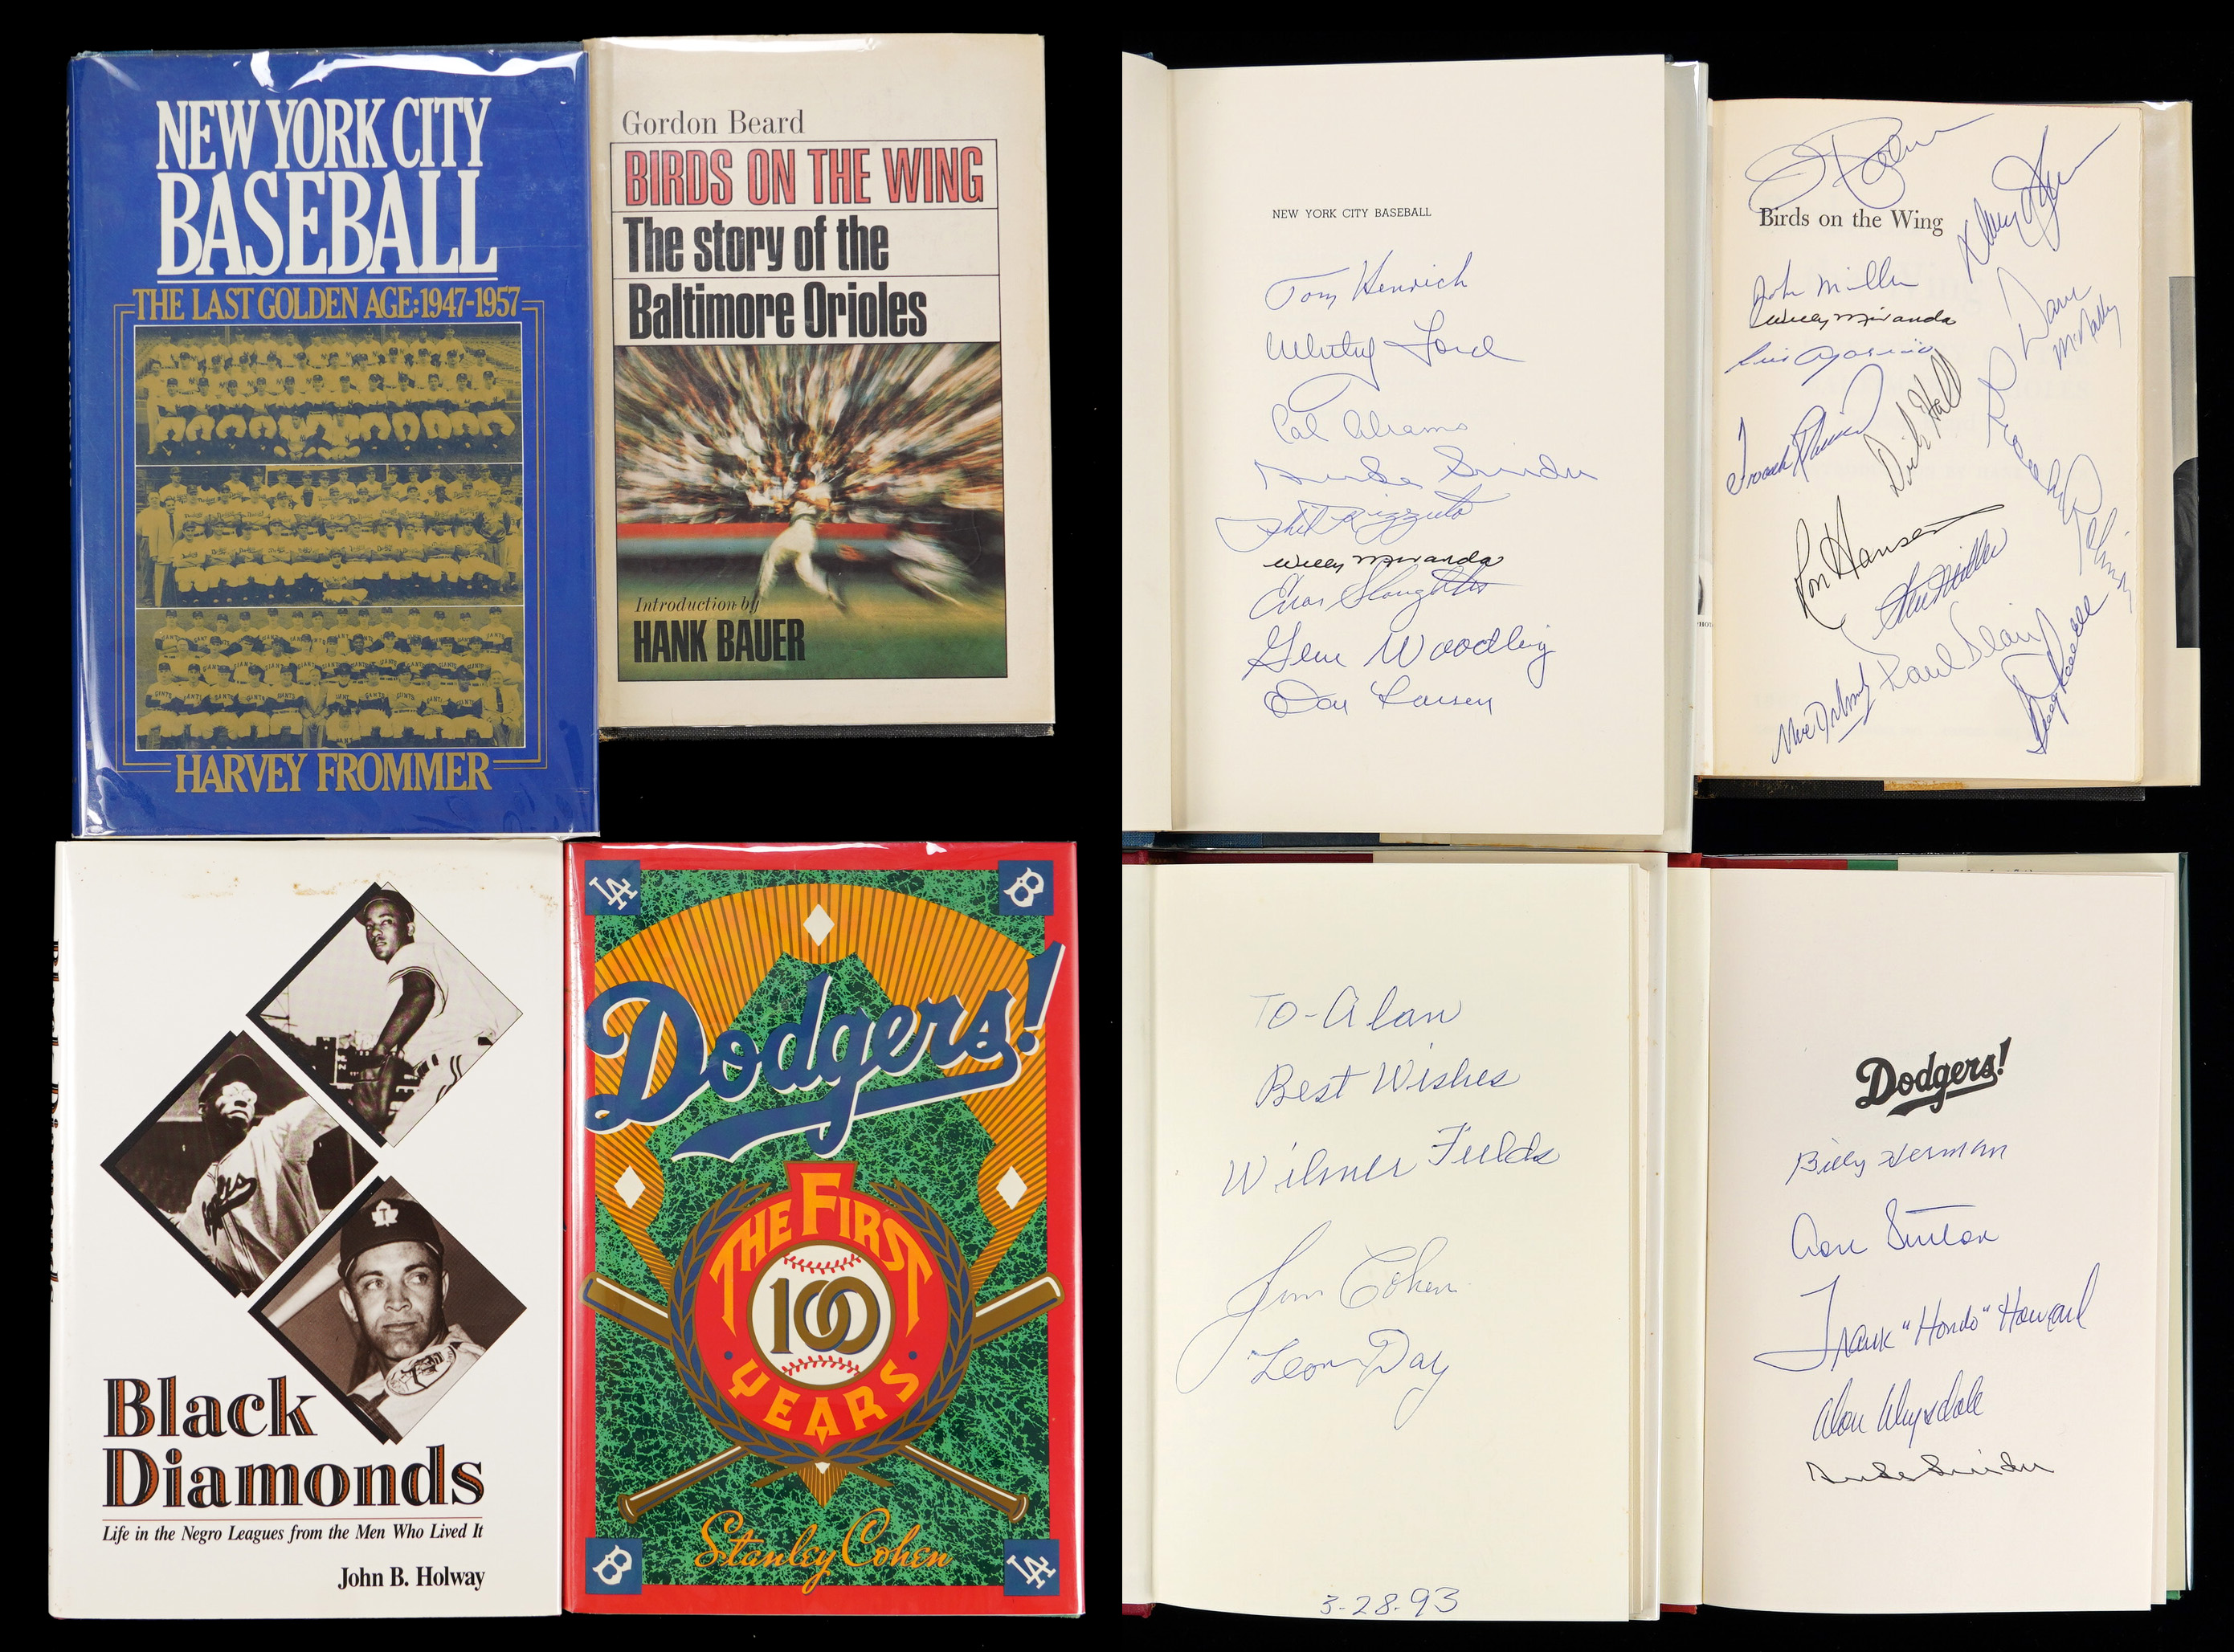 NEW YORK CITY
BASEBALL
THE LAST GOLDEN AGE: 1947-1957
HARVEY FROMMER
Gordon Beard
BIRDS ON THE WING
The story of the
Baltimore Orioles
Introduction by
HANK BAUER
Black
Diamonds
Life in the Negro Leagues from the Men Who Lived It
John B. Holway
LA
B
Dodgers!
THE FIRST
100
YEARS
Stanley Cohen
B
LA
NEW YORK CITY BASEBALL
Tom Henrich
Whitey Ford
Cal Abrams
Duke Snider
Phil Rizzuto
Willy Miranda
Enos Slaughter
Gene Woodling
Don Larsen
Birds on the Wing
John Miller
Willy Miranda
Luis Aparicio
Dave
McNally
Frank Robinson
Dick Hall
Ron Hansen
Stu Miller
Paul Blair
Boog Powell
To-Alan
Best Wishes
Wilmer Fields
Jim Cohen
Leon Day
3-28-93
Dodgers!
Billy Herman
Don Sutton
Frank "Hondo" Howard
Don Drysdale
Duke Snider